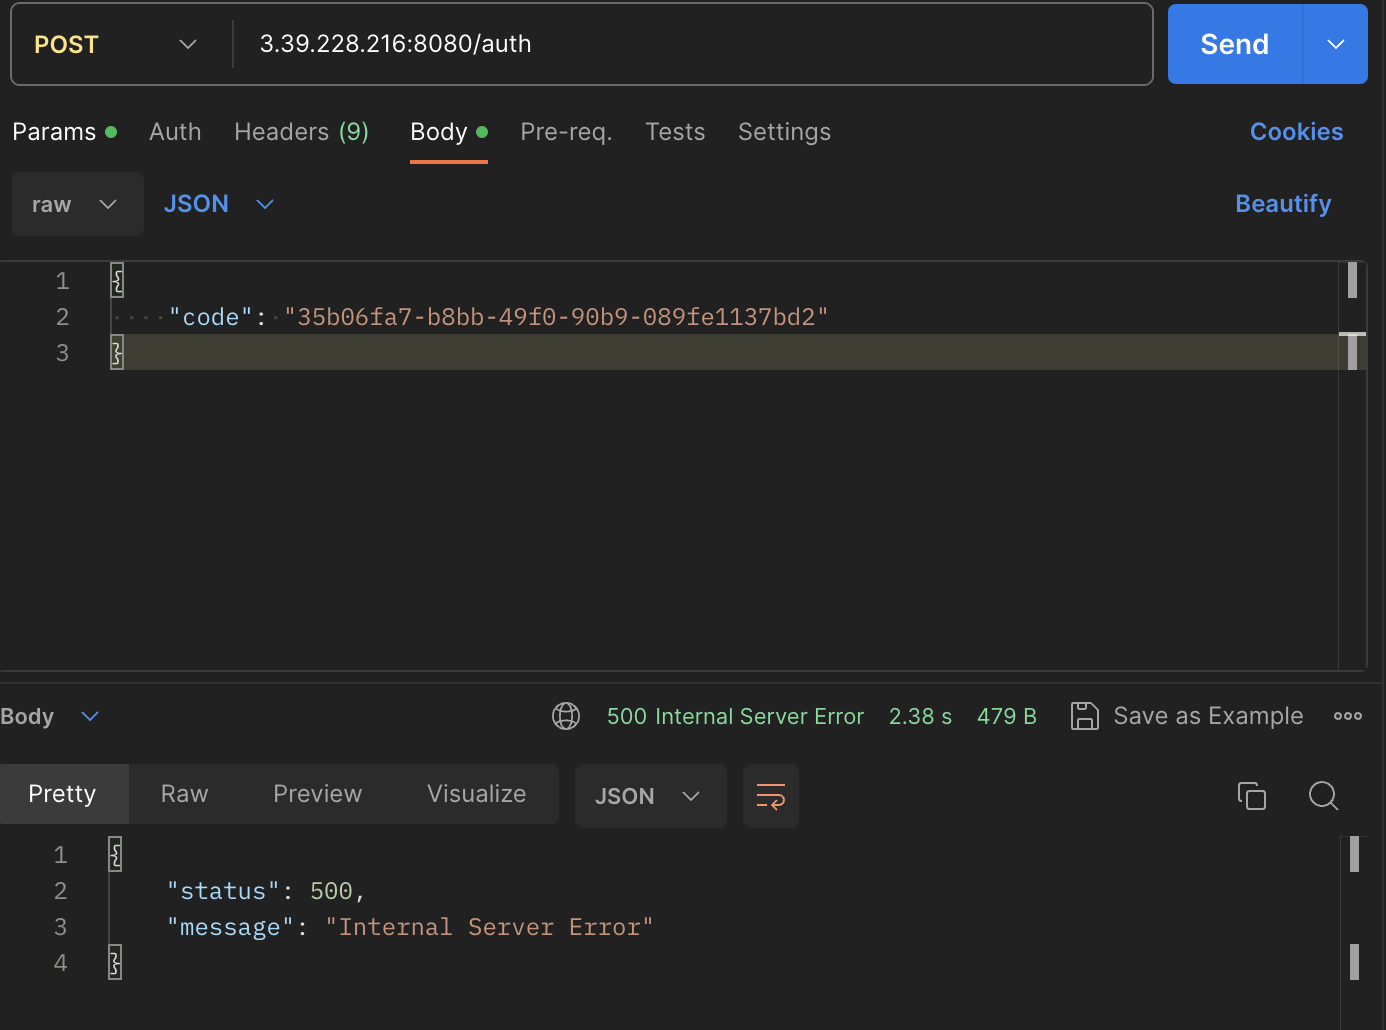 POST 3.39.228.216:8080/auth Send
Params Auth Headers (9) Body Pre-req. Tests Settings Cookies
raw JSON Beautify
1 {
2 "code": "35b06fa7-b8bb-49f0-90b9-089fe1137bd2"
3 }
Body 500 Internal Server Error 2.38 s 479 B Save as Example
Pretty Raw Preview Visualize JSON
1 {
2 "status": 500,
3 "message": "Internal Server Error"
4 }